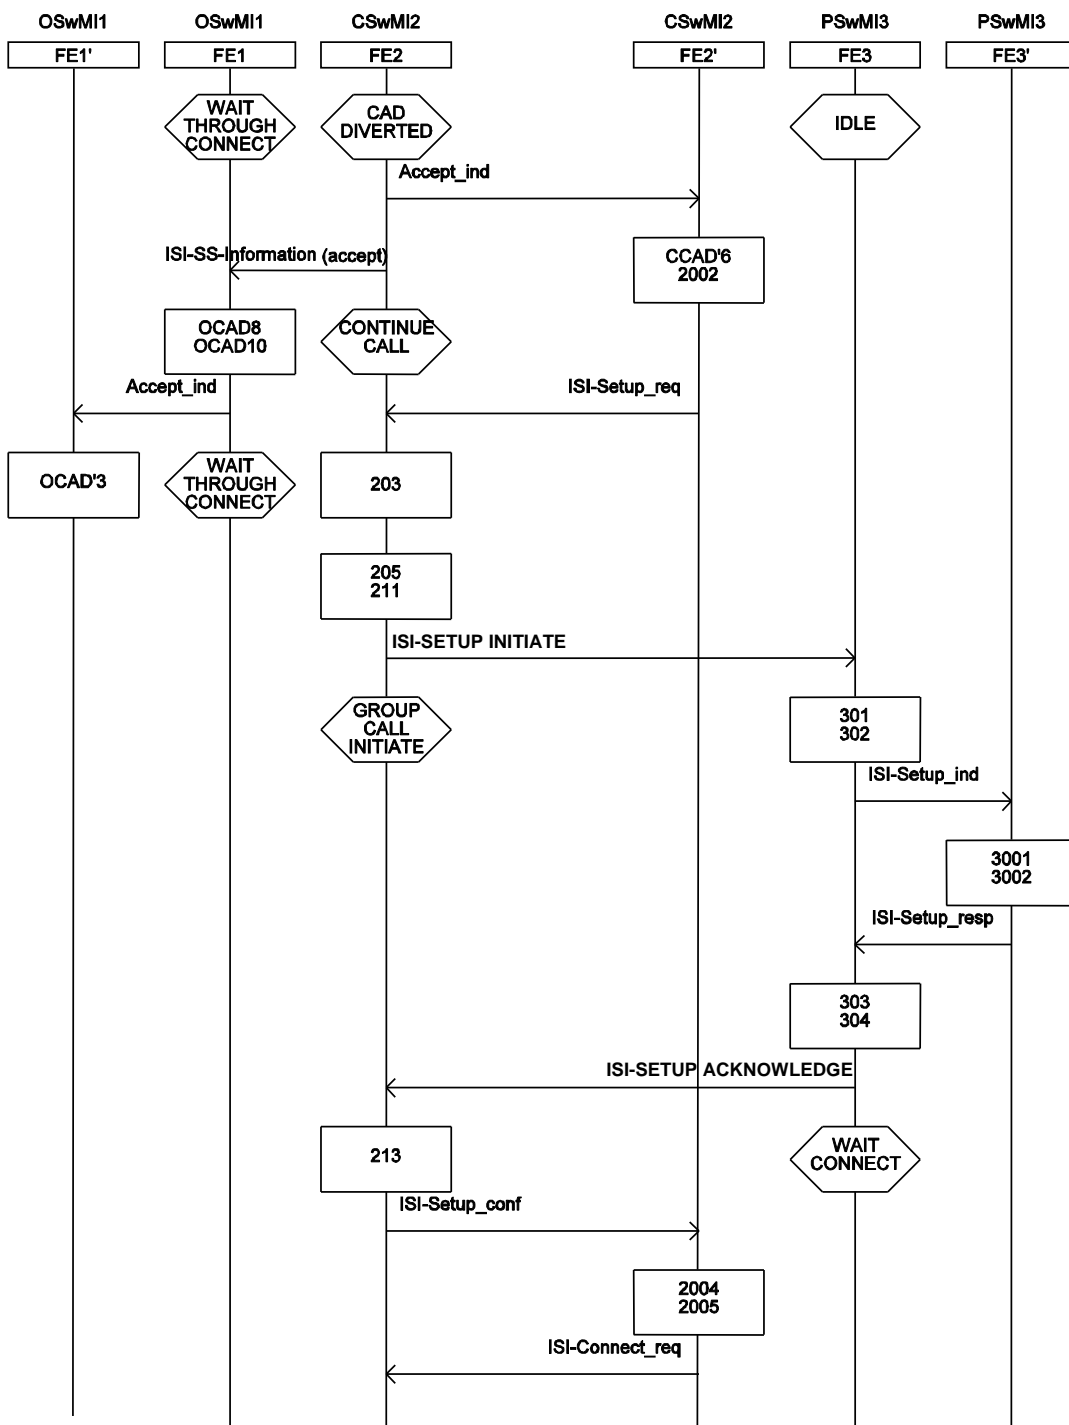 OSwMI1 OSwMI1 CSwMI2 CSwMI2 PSwMI3 PSwMI3
FE1' FE1 FE2 FE2' FE3 FE3'
WAIT
THROUGH
CONNECT
CAD
DIVERTED
IDLE
Accept_ind
ISI-SS-Information (accept)
CCAD'6
2002
OCAD8
OCAD10
CONTINUE
CALL
Accept_ind
ISI-Setup_req
OCAD'3
WAIT
THROUGH
CONNECT
203
205
211
ISI-SETUP INITIATE
GROUP
CALL
INITIATE
301
302
ISI-Setup_ind
3001
3002
ISI-Setup_resp
303
304
ISI-SETUP ACKNOWLEDGE
213
WAIT
CONNECT
ISI-Setup_conf
2004
2005
ISI-Connect_req